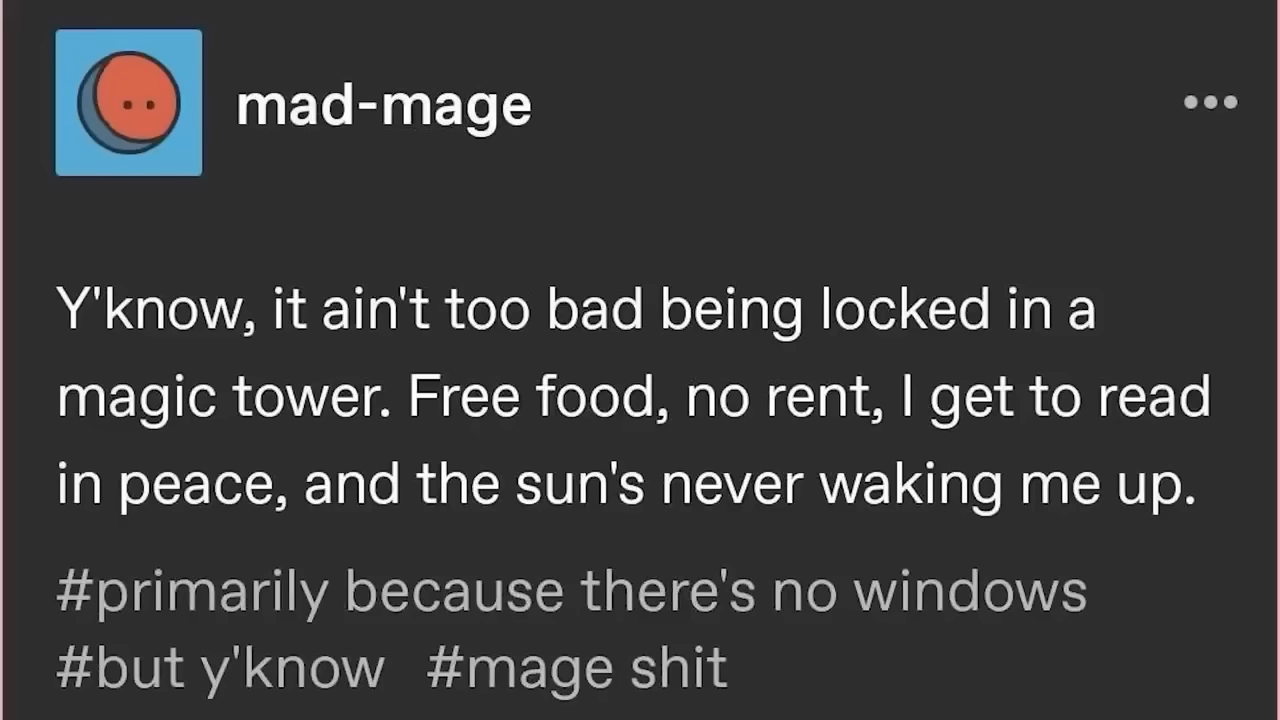 mad-mage
Y'know, it ain't too bad being locked in a
magic tower. Free food, no rent, I get to read
in peace, and the sun's never waking me up.
#primarily because there's no windows
#but y'know #mage shit